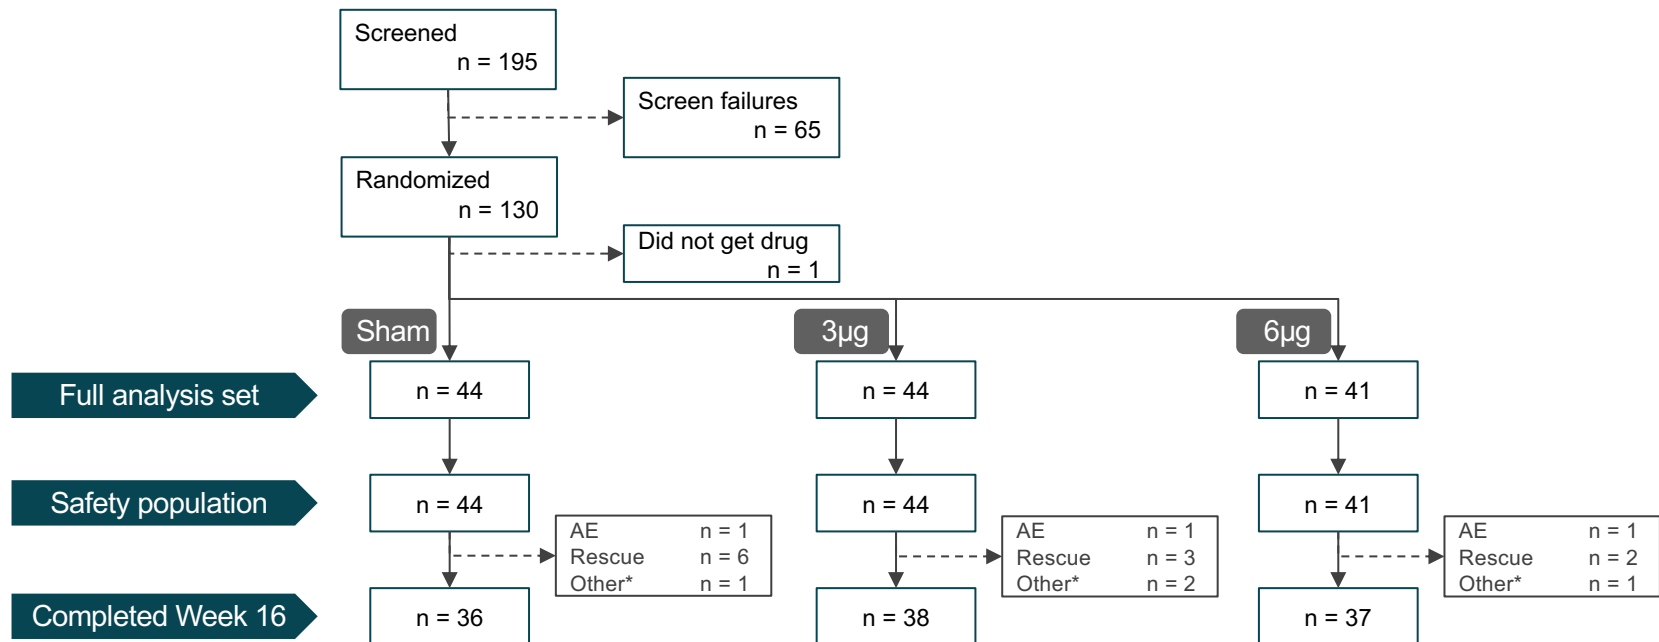 Screened
n = 195
Screen failures
n = 65
Randomized
n = 130
Did not get drug
n = 1
Sham
3µg
6µg
Full analysis set
n = 44
n = 44
n = 41
Safety population
n = 44
n = 44
n = 41
AE n = 1
Rescue n = 6
Other* n = 1
AE n = 1
Rescue n = 3
Other* n = 2
AE n = 1
Rescue n = 2
Other* n = 1
Completed Week 16
n = 36
n = 38
n = 37